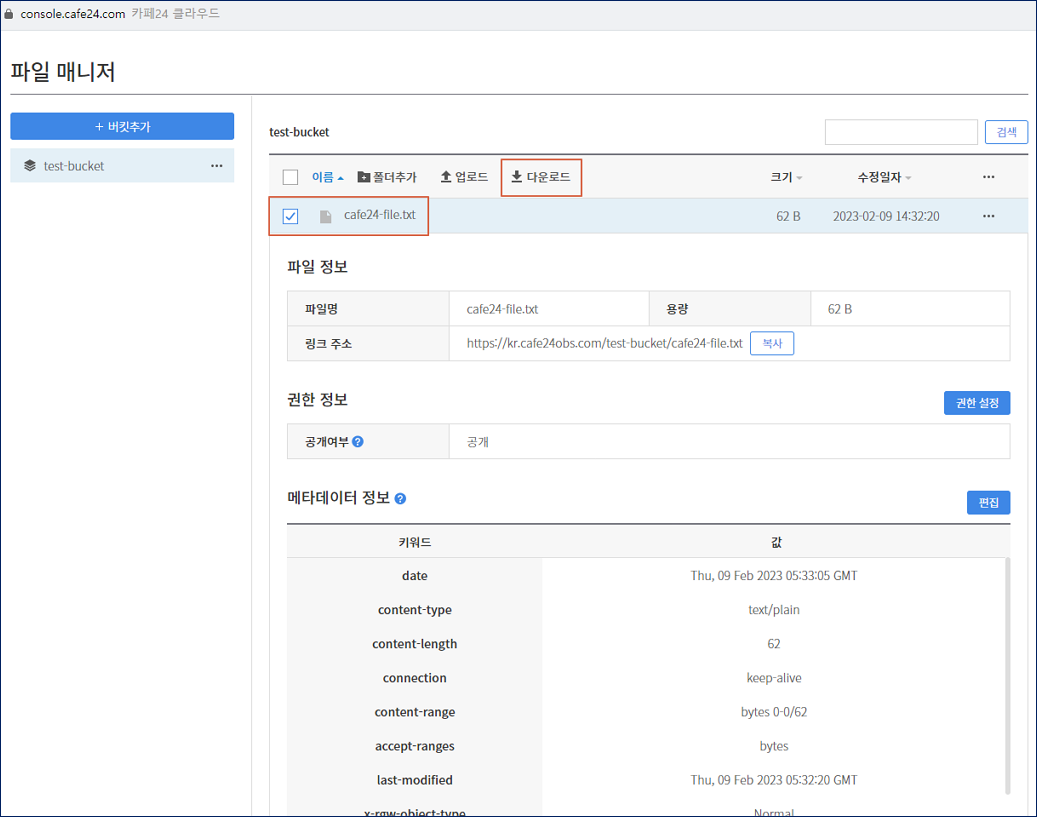 console.cafe24.com 카페24 클라우드
파일 매니저
+ 버킷추가
test-bucket
test-bucket
검색
이름 폴더추가 업로드 다운로드 크기 수정일자
cafe24-file.txt 62 B 2023-02-09 14:32:20
파일 정보
파일명 cafe24-file.txt 용량 62 B
링크 주소 https://kr.cafe24obs.com/test-bucket/cafe24-file.txt 복사
권한 정보 권한 설정
공개여부 공개
메타데이터 정보 편집
키워드 값
date Thu, 09 Feb 2023 05:33:05 GMT
content-type text/plain
content-length 62
connection keep-alive
content-range bytes 0-0/62
accept-ranges bytes
last-modified Thu, 09 Feb 2023 05:32:20 GMT
x-rgw-object-type Normal